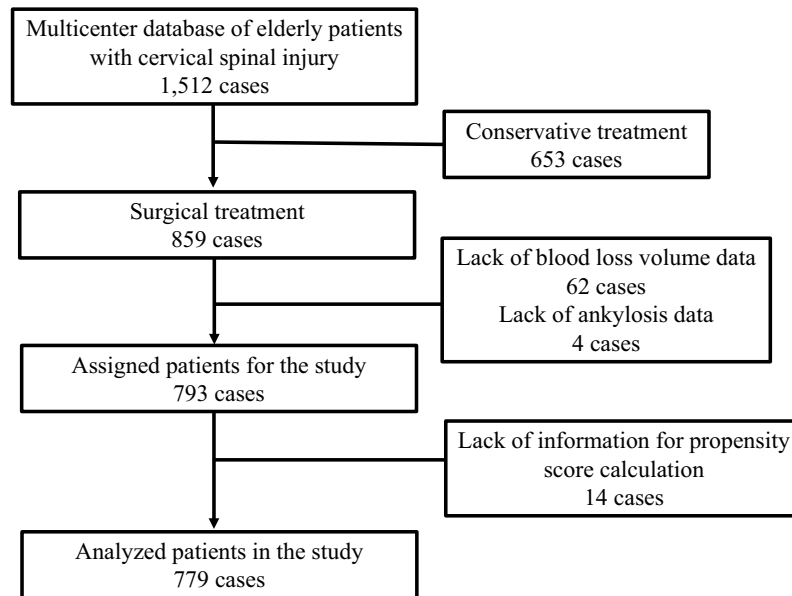 Multicenter database of elderly patients
with cervical spinal injury
1,512 cases
Conservative treatment
653 cases
Surgical treatment
859 cases
Lack of blood loss volume data
62 cases
Lack of ankylosis data
4 cases
Assigned patients for the study
793 cases
Lack of information for propensity
score calculation
14 cases
Analyzed patients in the study
779 cases